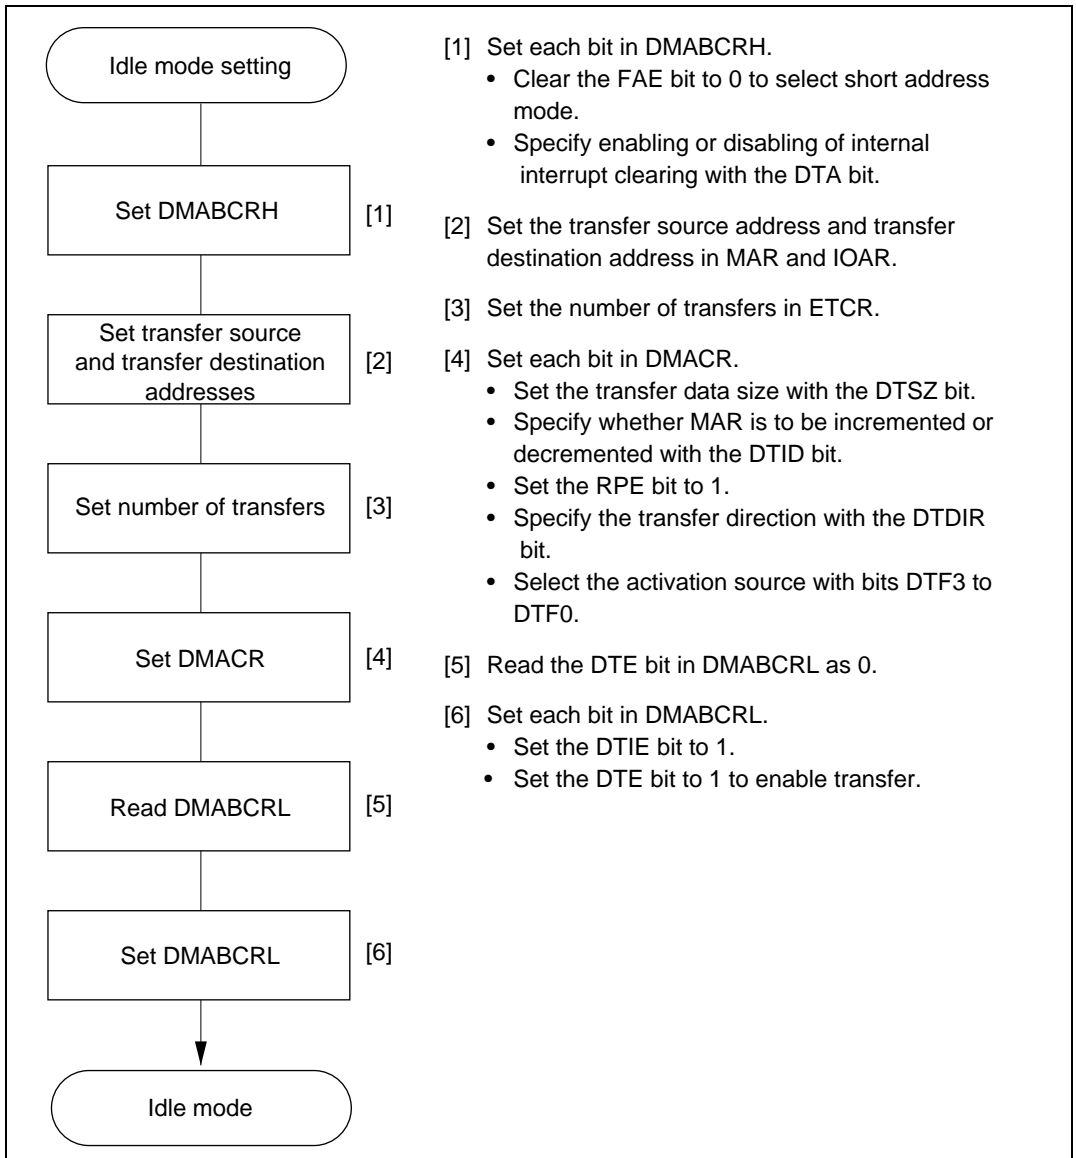 Idle mode setting
Set DMABCRH
[1]
Set transfer source
and transfer destination
addresses
[2]
Set number of transfers
[3]
Set DMACR
[4]
Read DMABCRL
[5]
Set DMABCRL
[6]
Idle mode
[1] Set each bit in DMABCRH.
• Clear the FAE bit to 0 to select short address
mode.
• Specify enabling or disabling of internal
interrupt clearing with the DTA bit.
[2] Set the transfer source address and transfer
destination address in MAR and IOAR.
[3] Set the number of transfers in ETCR.
[4] Set each bit in DMACR.
• Set the transfer data size with the DTSZ bit.
• Specify whether MAR is to be incremented or
decremented with the DTID bit.
• Set the RPE bit to 1.
• Specify the transfer direction with the DTDIR
bit.
• Select the activation source with bits DTF3 to
DTF0.
[5] Read the DTE bit in DMABCRL as 0.
[6] Set each bit in DMABCRL.
• Set the DTIE bit to 1.
• Set the DTE bit to 1 to enable transfer.